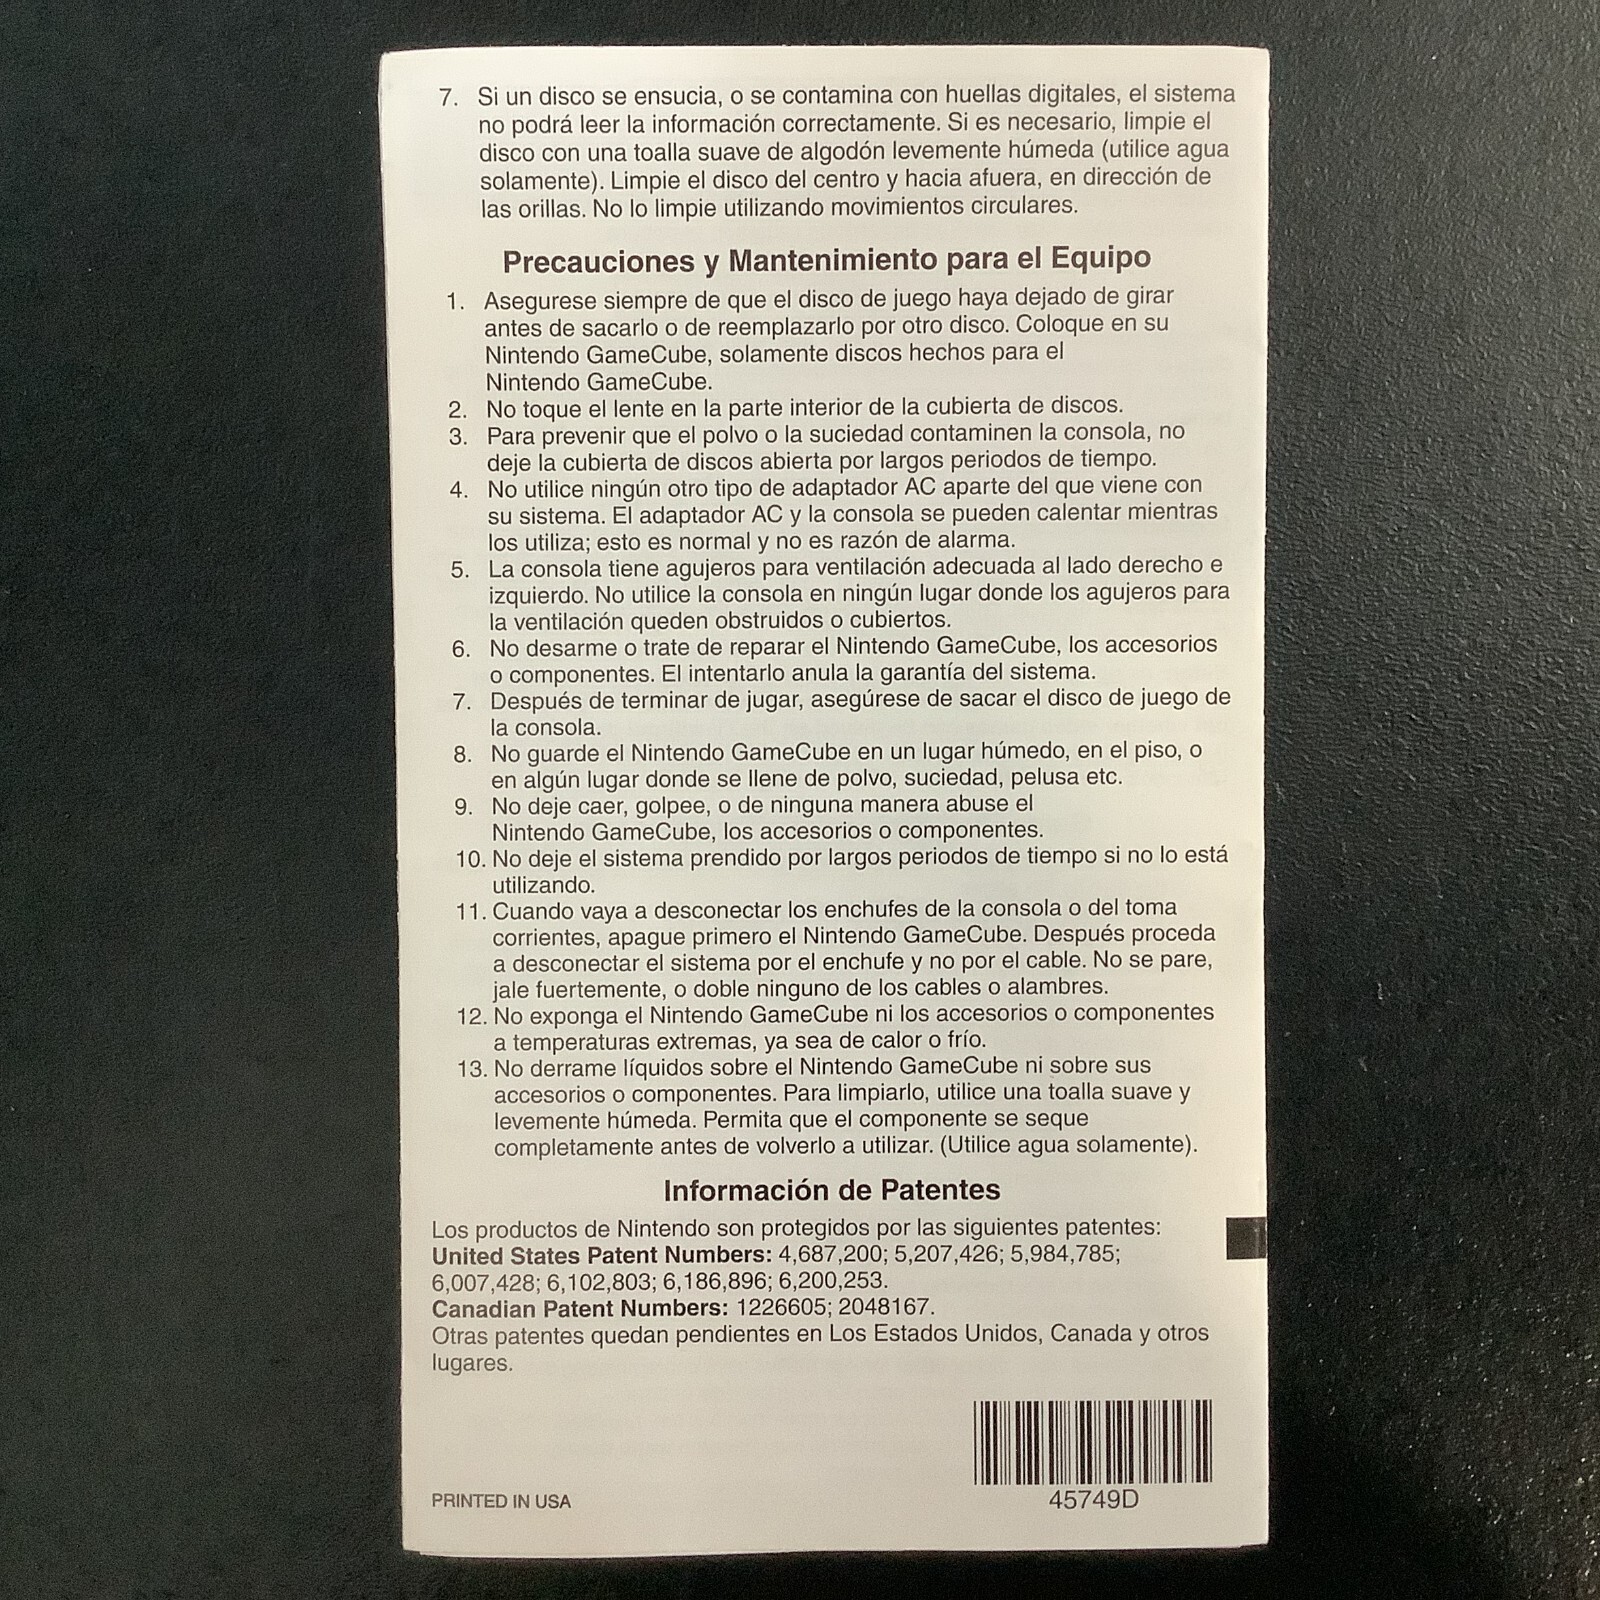 7. Si un disco se ensucia, o se contamina con huellas digitales, el sistema
no podrá leer la información correctamente. Si es necesario, limpie el
disco con una toalla suave de algodón levemente húmeda (utilice agua
solamente). Limpie el disco del centro y hacia afuera, en dirección de
las orillas. No lo limpie utilizando movimientos circulares.
Precauciones y Mantenimiento para el Equipo
1. Asegurese siempre de que el disco de juego haya dejado de girar
antes de sacarlo o de reemplazarlo por otro disco. Coloque en su
Nintendo GameCube, solamente discos hechos para el
Nintendo GameCube.
2. No toque el lente en la parte interior de la cubierta de discos.
3. Para prevenir que el polvo o la suciedad contaminen la consola, no
deje la cubierta de discos abierta por largos periodos de tiempo.
4. No utilice ningún otro tipo de adaptador AC aparte del que viene con
su sistema. El adaptador AC y la consola se pueden calentar mientras
los utiliza; esto es normal y no es razón de alarma.
5. La consola tiene agujeros para ventilación adecuada al lado derecho e
izquierdo. No utilice la consola en ningún lugar donde los agujeros para
la ventilación queden obstruidos o cubiertos.
6. No desarme o trate de reparar el Nintendo GameCube, los accesorios
o componentes. El intentarlo anula la garantía del sistema.
7. Después de terminar de jugar, asegúrese de sacar el disco de juego de
la consola.
8. No guarde el Nintendo GameCube en un lugar húmedo, en el piso, o
en algún lugar donde se llene de polvo, suciedad, pelusa etc.
9. No deje caer, golpee, o de ninguna manera abuse el
Nintendo GameCube, los accesorios o componentes.
10. No deje el sistema prendido por largos periodos de tiempo si no lo está
utilizando.
11. Cuando vaya a desconectar los enchufes de la consola o del toma
corrientes, apague primero el Nintendo GameCube. Después proceda
a desconectar el sistema por el enchufe y no por el cable. No se pare,
jale fuertemente, o doble ninguno de los cables o alambres.
12. No exponga el Nintendo GameCube ni los accesorios o componentes
a temperaturas extremas, ya sea de calor o frío.
13. No derrame líquidos sobre el Nintendo GameCube ni sobre sus
accesorios o componentes. Para limpiarlo, utilice una toalla suave y
levemente húmeda. Permita que el componente se seque
completamente antes de volverlo a utilizar. (Utilice agua solamente).
Información de Patentes
Los productos de Nintendo son protegidos por las siguientes patentes:
United States Patent Numbers: 4,687,200; 5,207,426; 5,984,785;
6,007,428; 6,102,803; 6,186,896; 6,200,253.
Canadian Patent Numbers: 1226605; 2048167.
Otras patentes quedan pendientes en Los Estados Unidos, Canada y otros
lugares.
PRINTED IN USA
45749D